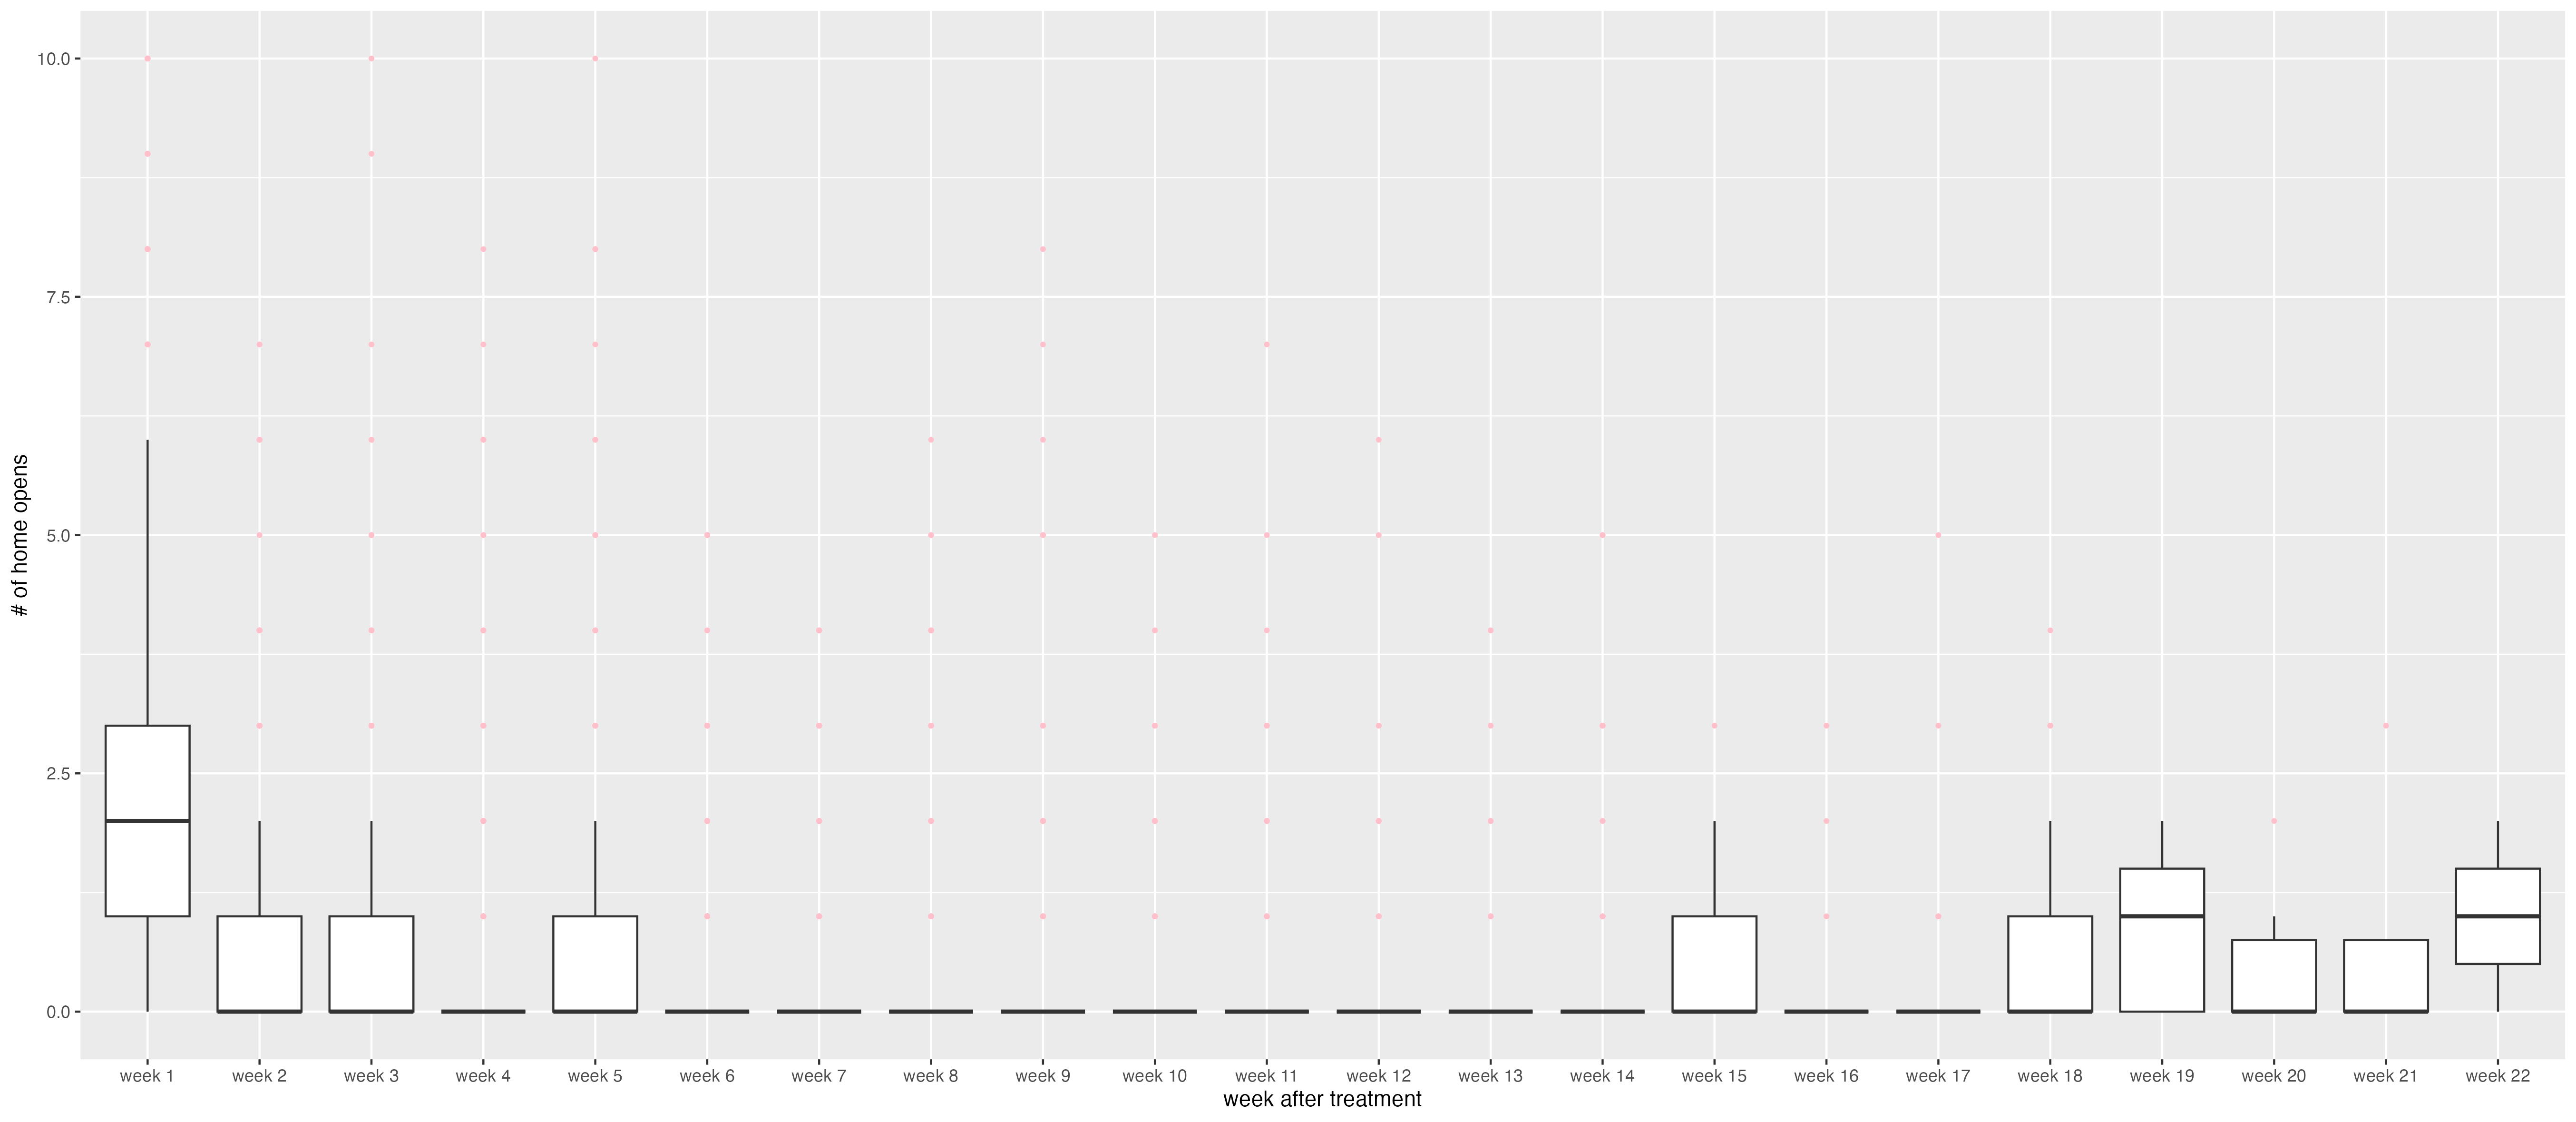 # of home opens
10.0
7.5
5.0
2.5
0.0
week 1 week 2 week 3 week 4 week 5 week 6 week 7 week 8 week 9 week 10 week 11 week 12 week 13 week 14 week 15 week 16 week 17 week 18 week 19 week 20 week 21 week 22
week after treatment